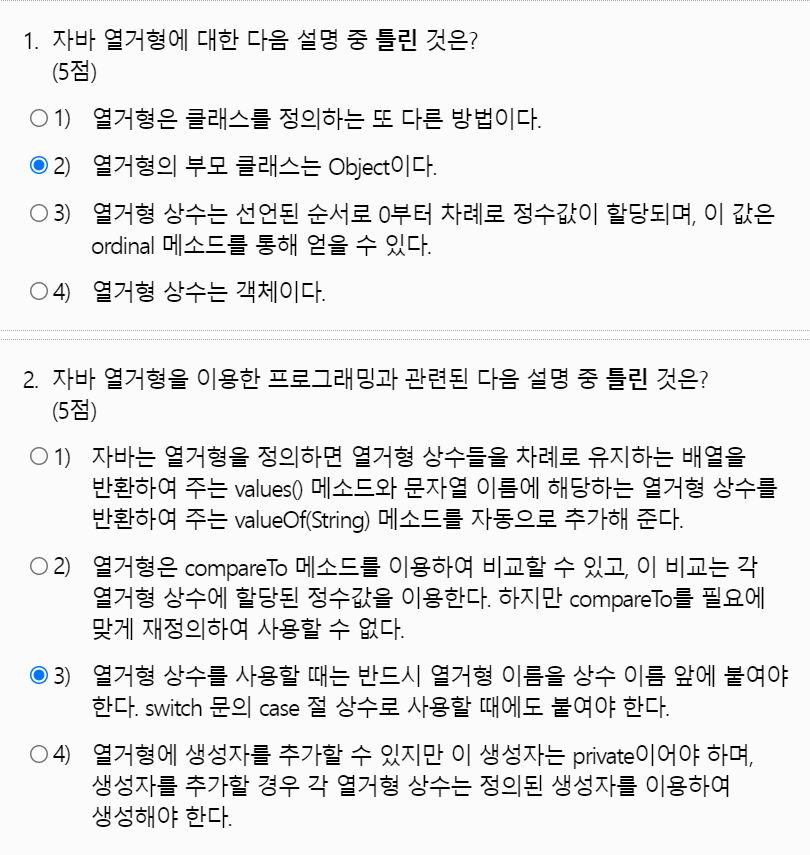 1. 자바 열거형에 대한 다음 설명 중 틀린 것은?
(5점)
1) 열거형은 클래스를 정의하는 또 다른 방법이다.
2) 열거형의 부모 클래스는 Object이다.
3) 열거형 상수는 선언된 순서로 0부터 차례로 정수값이 할당되며, 이 값은
ordinal 메소드를 통해 얻을 수 있다.
4) 열거형 상수는 객체이다.
2. 자바 열거형을 이용한 프로그래밍과 관련된 다음 설명 중 틀린 것은?
(5점)
1) 자바는 열거형을 정의하면 열거형 상수들을 차례로 유지하는 배열을
반환하여 주는 values() 메소드와 문자열 이름에 해당하는 열거형 상수를
반환하여 주는 valueOf(String) 메소드를 자동으로 추가해 준다.
2) 열거형은 compareTo 메소드를 이용하여 비교할 수 있고, 이 비교는 각
열거형 상수에 할당된 정수값을 이용한다. 하지만 compareTo를 필요에
맞게 재정의하여 사용할 수 없다.
3) 열거형 상수를 사용할 때는 반드시 열거형 이름을 상수 이름 앞에 붙여야
한다. switch 문의 case 절 상수로 사용할 때에도 붙여야 한다.
4) 열거형에 생성자를 추가할 수 있지만 이 생성자는 private이어야 하며,
생성자를 추가할 경우 각 열거형 상수는 정의된 생성자를 이용하여
생성해야 한다.